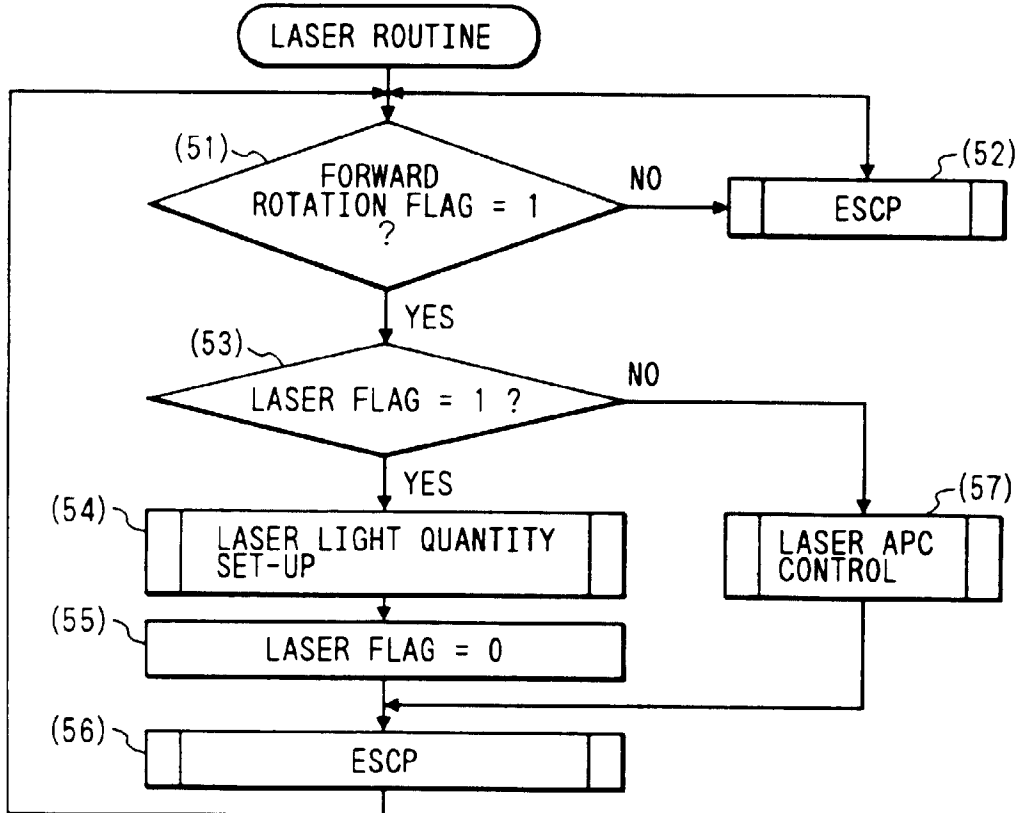 LASER ROUTINE
(51)
FORWARD
ROTATION FLAG = 1
?
NO
(52)
ESCP
YES
(53)
LASER FLAG = 1 ?
NO
YES
(54)
LASER LIGHT QUANTITY
SET-UP
(57)
LASER APC
CONTROL
(55)
LASER FLAG = 0
(56)
ESCP